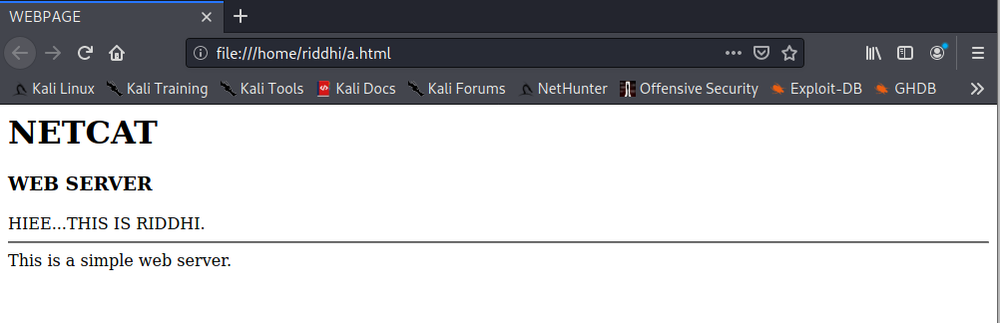 WEBPAGE
file:///home/riddhi/a.html
Kali Linux Kali Training Kali Tools Kali Docs Kali Forums NetHunter Offensive Security Exploit-DB GHDB
NETCAT
WEB SERVER
HIEE...THIS IS RIDDHI.
This is a simple web server.